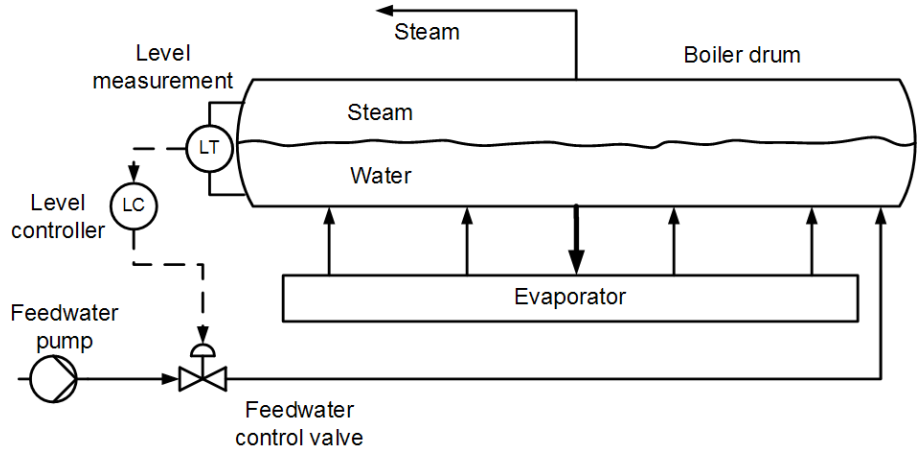 Steam
Boiler drum
Level
measurement
Steam
LT
Water
LC
Level
controller
Evaporator
Feedwater
pump
Feedwater
control valve